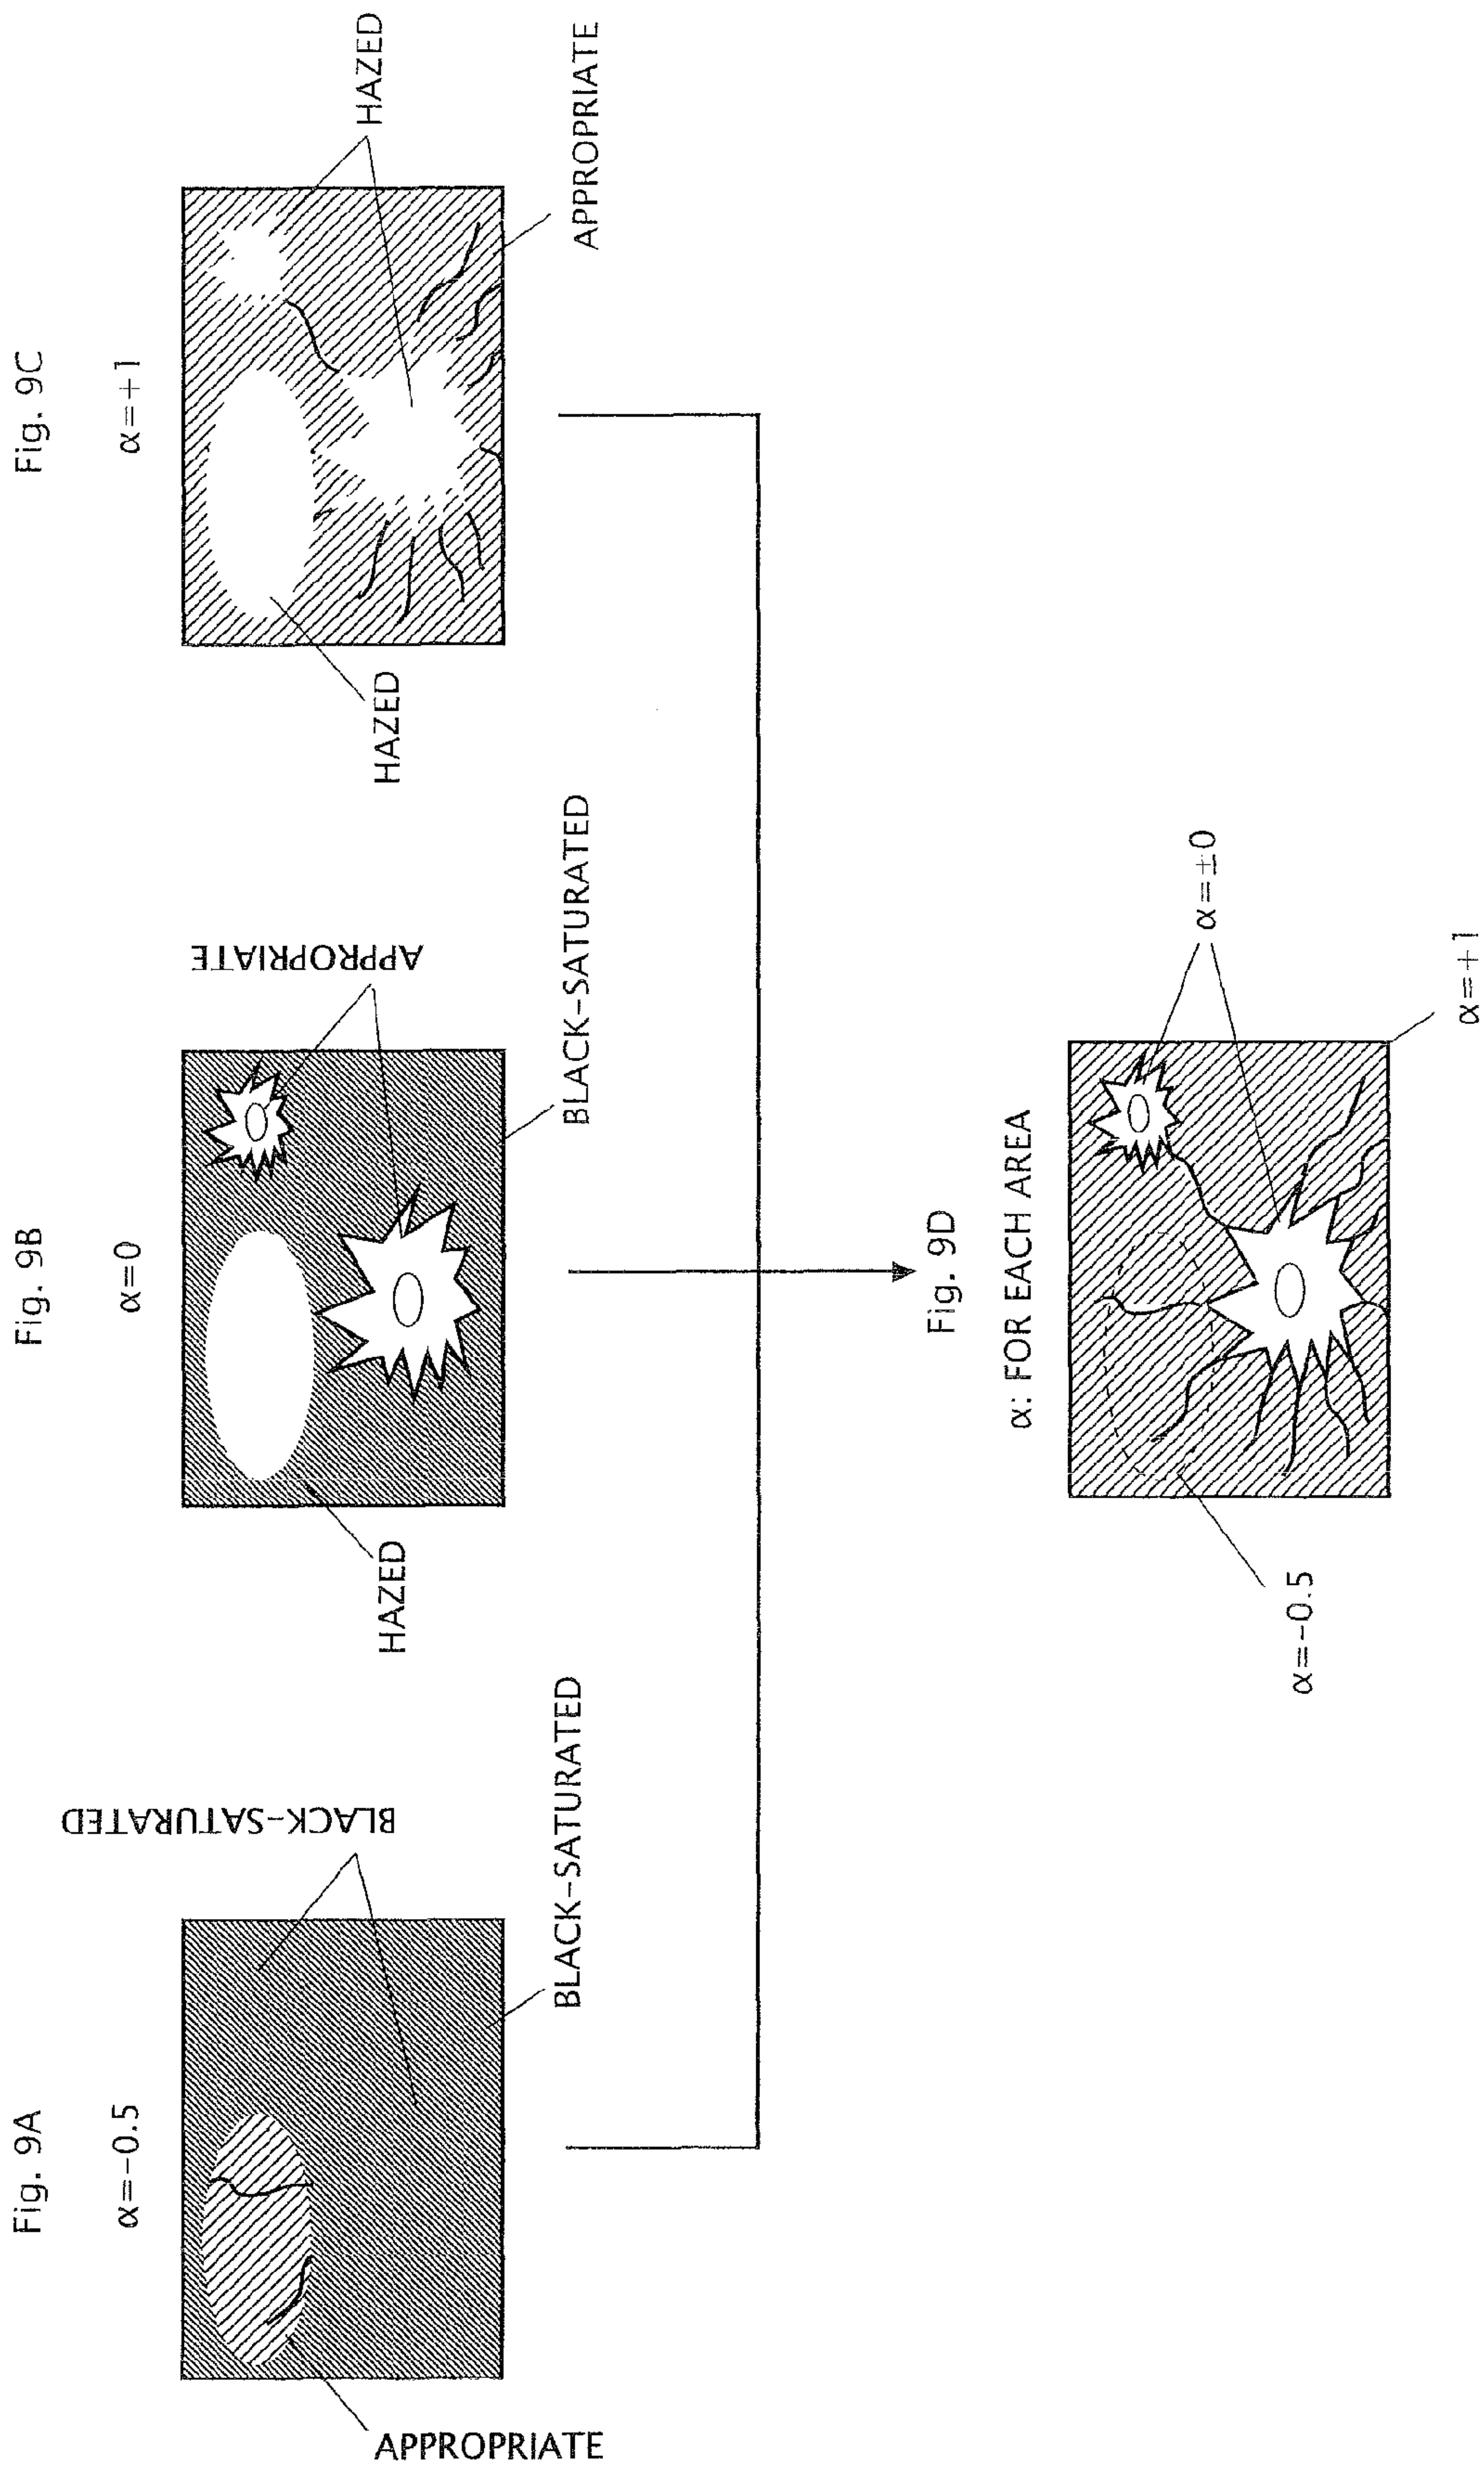 Fig. 9A
α=-0.5
BLACK-SATURATED
APPROPRIATE
BLACK-SATURATED
Fig. 9B
α=0
APPROPRIATE
HAZED
BLACK-SATURATED
Fig. 9C
α=+1
HAZED
HAZED
APPROPRIATE
Fig. 9D
α: FOR EACH AREA
α=-0.5
α=±0
α=+1